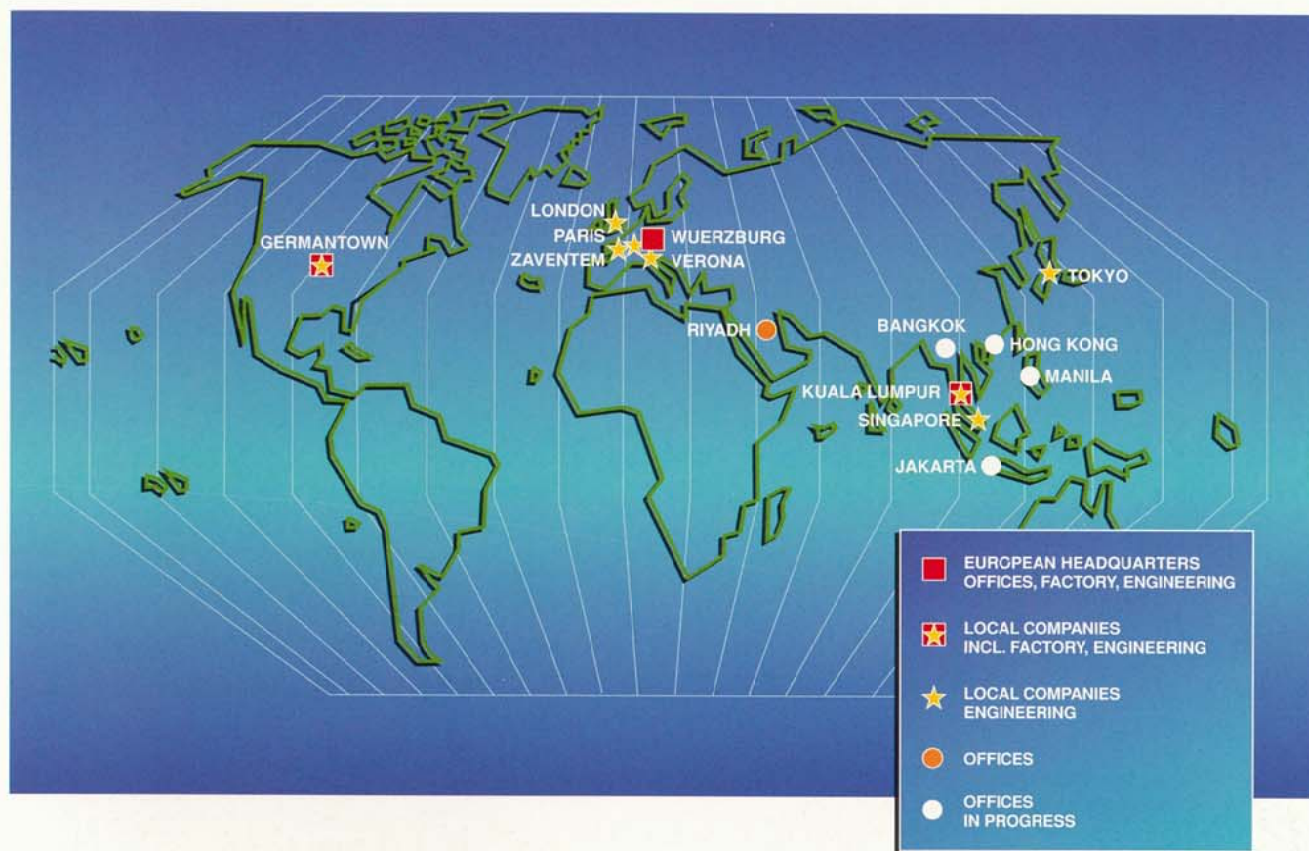 LONDON
PARIS
ZAVENTEM
WUERZBURG
VERONA
GERMANTOWN
TOKYO
RIYADH
BANGKOK
HONG KONG
MANILA
KUALA LUMPUR
SINGAPORE
JAKARTA
EUROPEAN HEADQUARTERS
OFFICES, FACTORY, ENGINEERING
LOCAL COMPANIES
INCL. FACTORY, ENGINEERING
LOCAL COMPANIES
ENGINEERING
OFFICES
OFFICES
IN PROGRESS